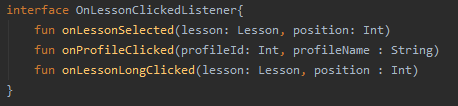 interface OnLessonClickedListener{
    fun onLessonSelected(lesson: Lesson, position: Int)
    fun onProfileClicked(profileId: Int, profileName : String)
    fun onLessonLongClicked(lesson: Lesson, position : Int)
}